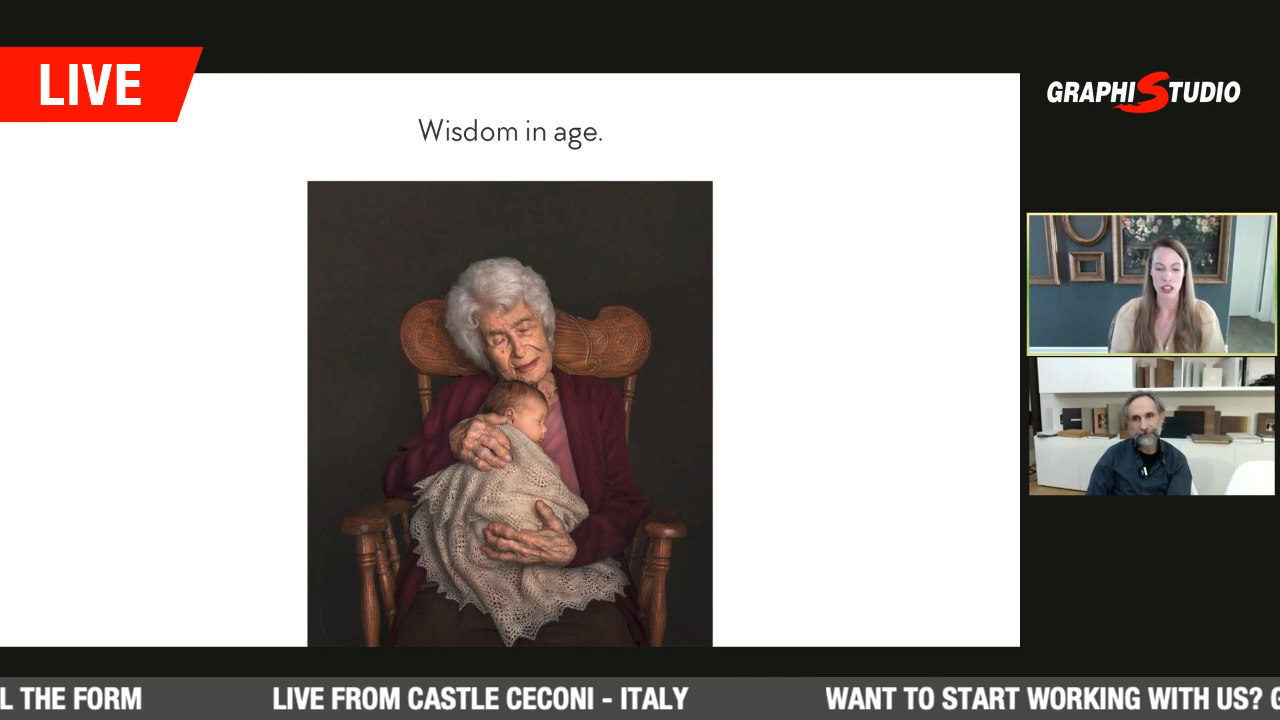 LIVE
GRAPHISTUDIO
Wisdom in age.
L THE FORM
LIVE FROM CASTLE CECONI - ITALY
WANT TO START WORKING WITH US? G